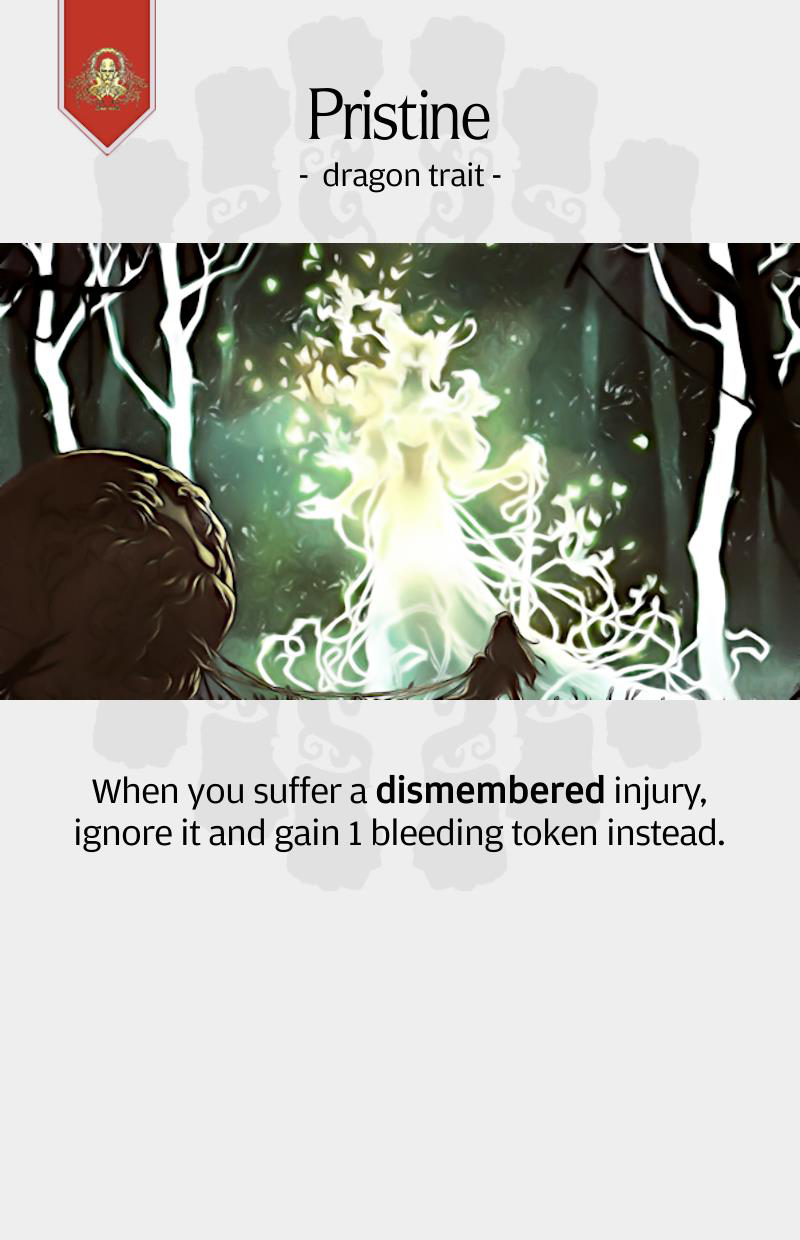 Pristine
- dragon trait -
When you suffer a dismembered injury,
ignore it and gain 1 bleeding token instead.